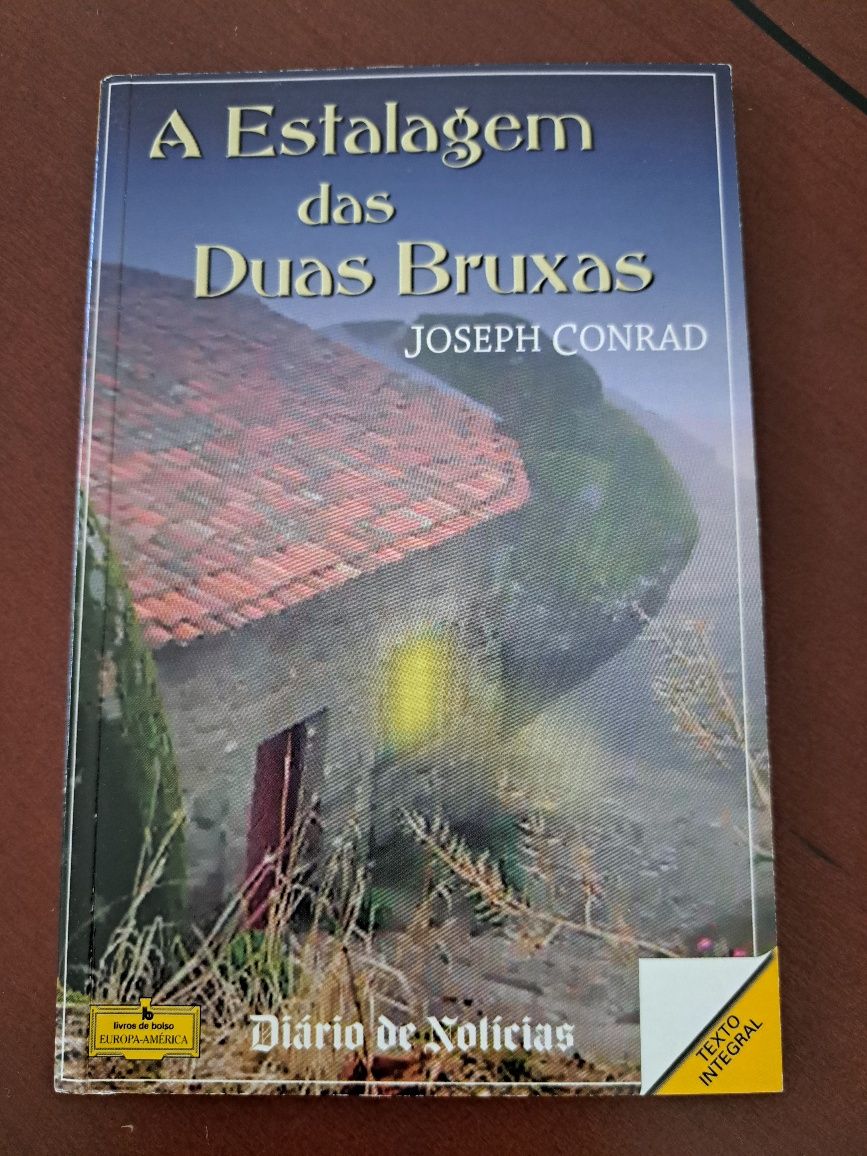 A Estalagem
das
Duas Bruxas
JOSEPH CONRAD
livros de bolso
EUROPA-AMÉRICA
Diário de Notícias
TEXTO
INTEGRAL